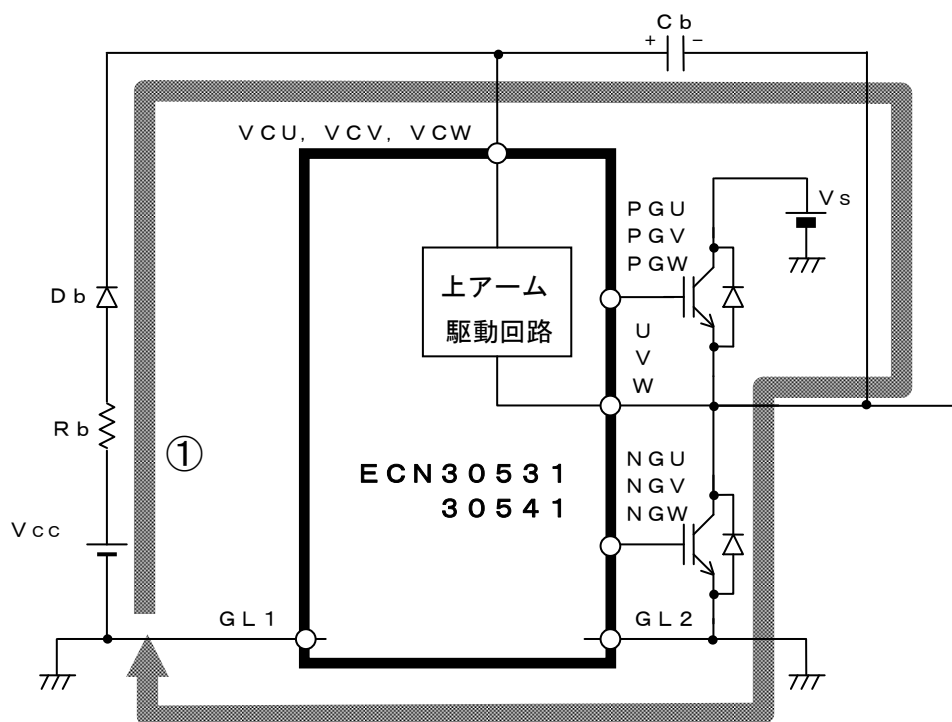 Ｃｂ
＋ －
ＶＣＵ，ＶＣＶ，ＶＣＷ
Ｖｓ
ＰＧＵ
ＰＧＶ
ＰＧＷ
上アーム
駆動回路
Ｄｂ
Ｕ
Ｖ
Ｗ
Ｒｂ
①
ＥＣＮ３０５３１
３０５４１
ＮＧＵ
ＮＧＶ
ＮＧＷ
Ｖｃｃ
ＧＬ１
ＧＬ２